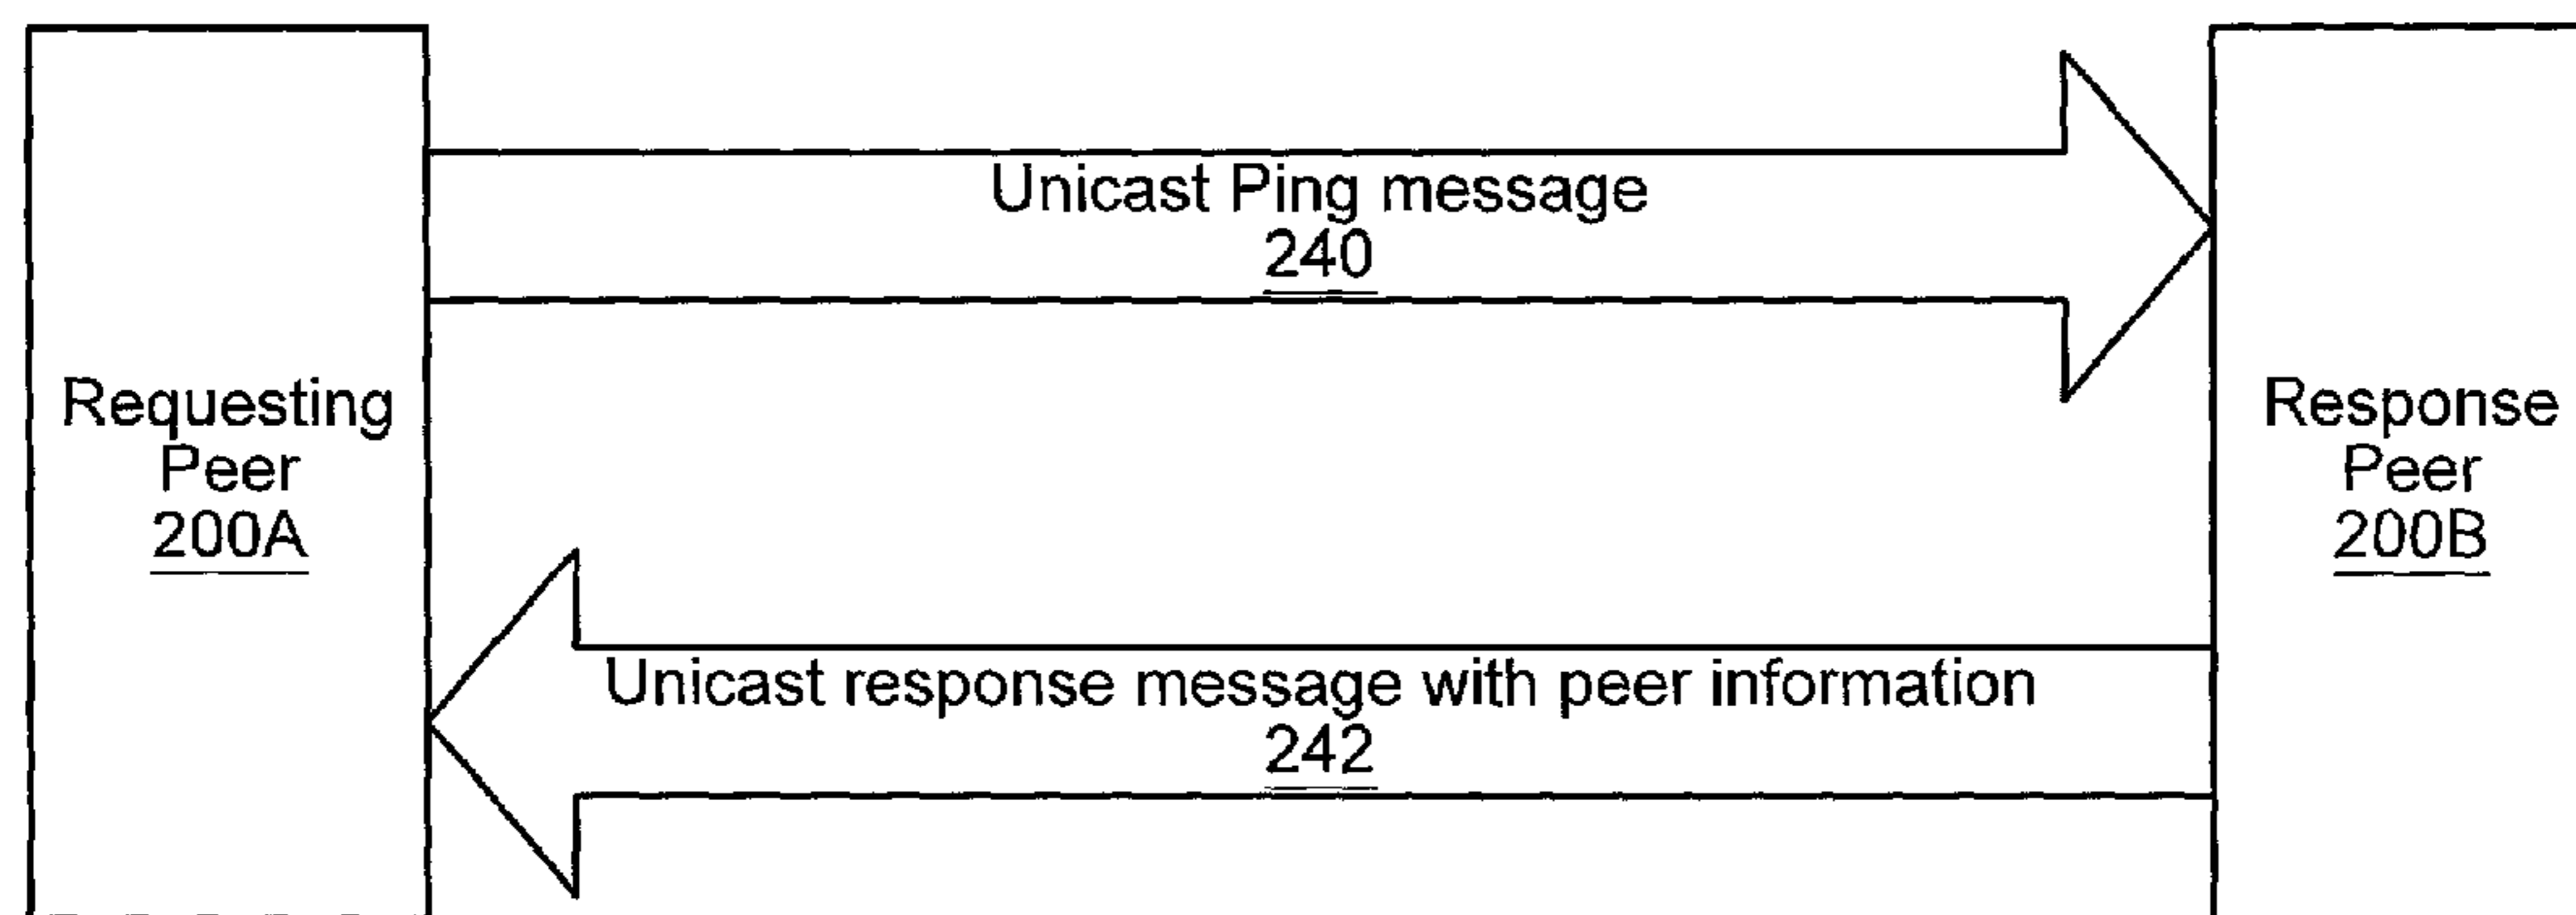 Unicast Ping message
240
Requesting
Peer
200A
Response
Peer
200B
Unicast response message with peer information
242